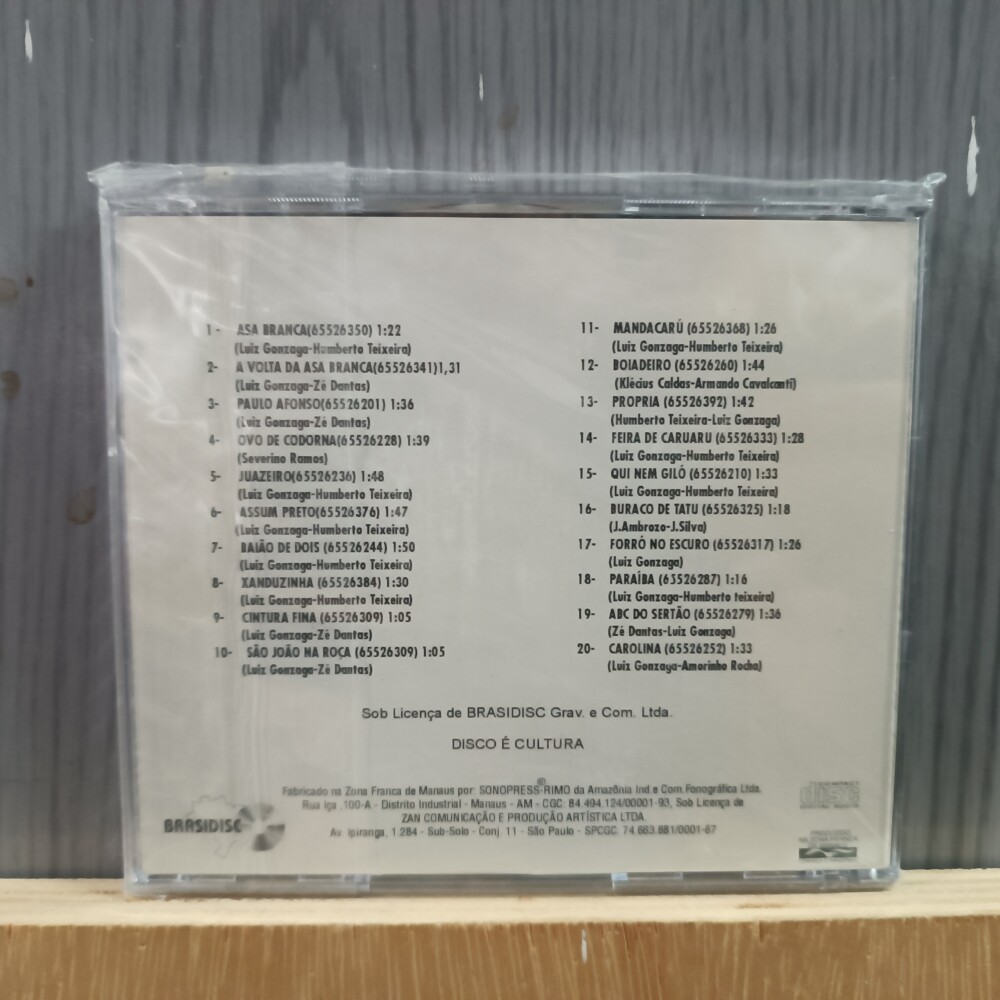 1- ASA BRANCA(65526350) 1:22
(Luiz Gonzaga-Humberto Teixeira)
2- A VOLTA DA ASA BRANCA(65526341)1,31
(Luiz Gonzaga-Zé Dantas)
3- PAULO AFONSO(65526201) 1:36
(Luiz Gonzaga-Zé Dantas)
4- OVO DE CODORNA(65526228) 1:39
(Severino Ramos)
5- JUAZEIRO(65526236) 1:48
(Luiz Gonzaga-Humberto Teixeira)
6- ASSUM PRETO(65526376) 1:47
(Luiz Gonzaga-Humberto Teixeira)
7- BAIÃO DE DOIS (65526244) 1:50
(Luiz Gonzaga-Humberto Teixeira)
8- XANDUZINHA (65526384) 1:30
(Luiz Gonzaga-Humberto Teixeira)
9- CINTURA FINA (65526309) 1:05
(Luiz Gonzaga-Zé Dantas)
10- SÃO JOÃO NA ROÇA (65526309) 1:05
(Luiz Gonzaga-Zé Dantas)
11- MANDACARÚ (65526368) 1:26
(Luiz Gonzaga-Humberto Teixeira)
12- BOIADEIRO (65526260) 1:44
(Klécius Caldas-Armando Cavalcanti)
13- PROPRIA (65526392) 1:42
(Humberto Teixeira-Luiz Gonzaga)
14- FEIRA DE CARUARU (65526333) 1:28
(Luiz Gonzaga-Humberto Teixeira)
15- QUI NEM GILÓ (65526210) 1:33
(Luiz Gonzaga-Humberto Teixeira)
16- BURACO DE TATU (65526325) 1:18
(J.Ambrozo-J.Silva)
17- FORRÓ NO ESCURO (65526317) 1:26
(Luiz Gonzaga)
18- PARAÍBA (65526287) 1:16
(Luiz Gonzaga-Humberto teixeira)
19- ABC DO SERTÃO (65526279) 1:36
(Zé Dantas-Luiz Gonzaga)
20- CAROLINA (65526252) 1:33
(Luiz Gonzaya-Amorinho Rocha)
Sob Licença de BRASIDISC Grav. e Com. Ltda.
DISCO É CULTURA
Fabricado na Zona Franca de Manaus por: SONOPRESS-RIMO da Amazônia Ind.e Com.Fonográfica Ltda.
Rua Iça ,100-A - Distrito Industrial - Manaus - AM - CGC: 84.494.124/00001-93, Sob Licença de
ZAN COMUNICAÇÃO E PRODUÇÃO ARTÍSTICA LTDA.
Av. Ipiranga, 1.284 - Sub-Solo - Conj. 11 - São Paulo - SPCGC. 74.663.881/0001-67
BRASIDISC
disc